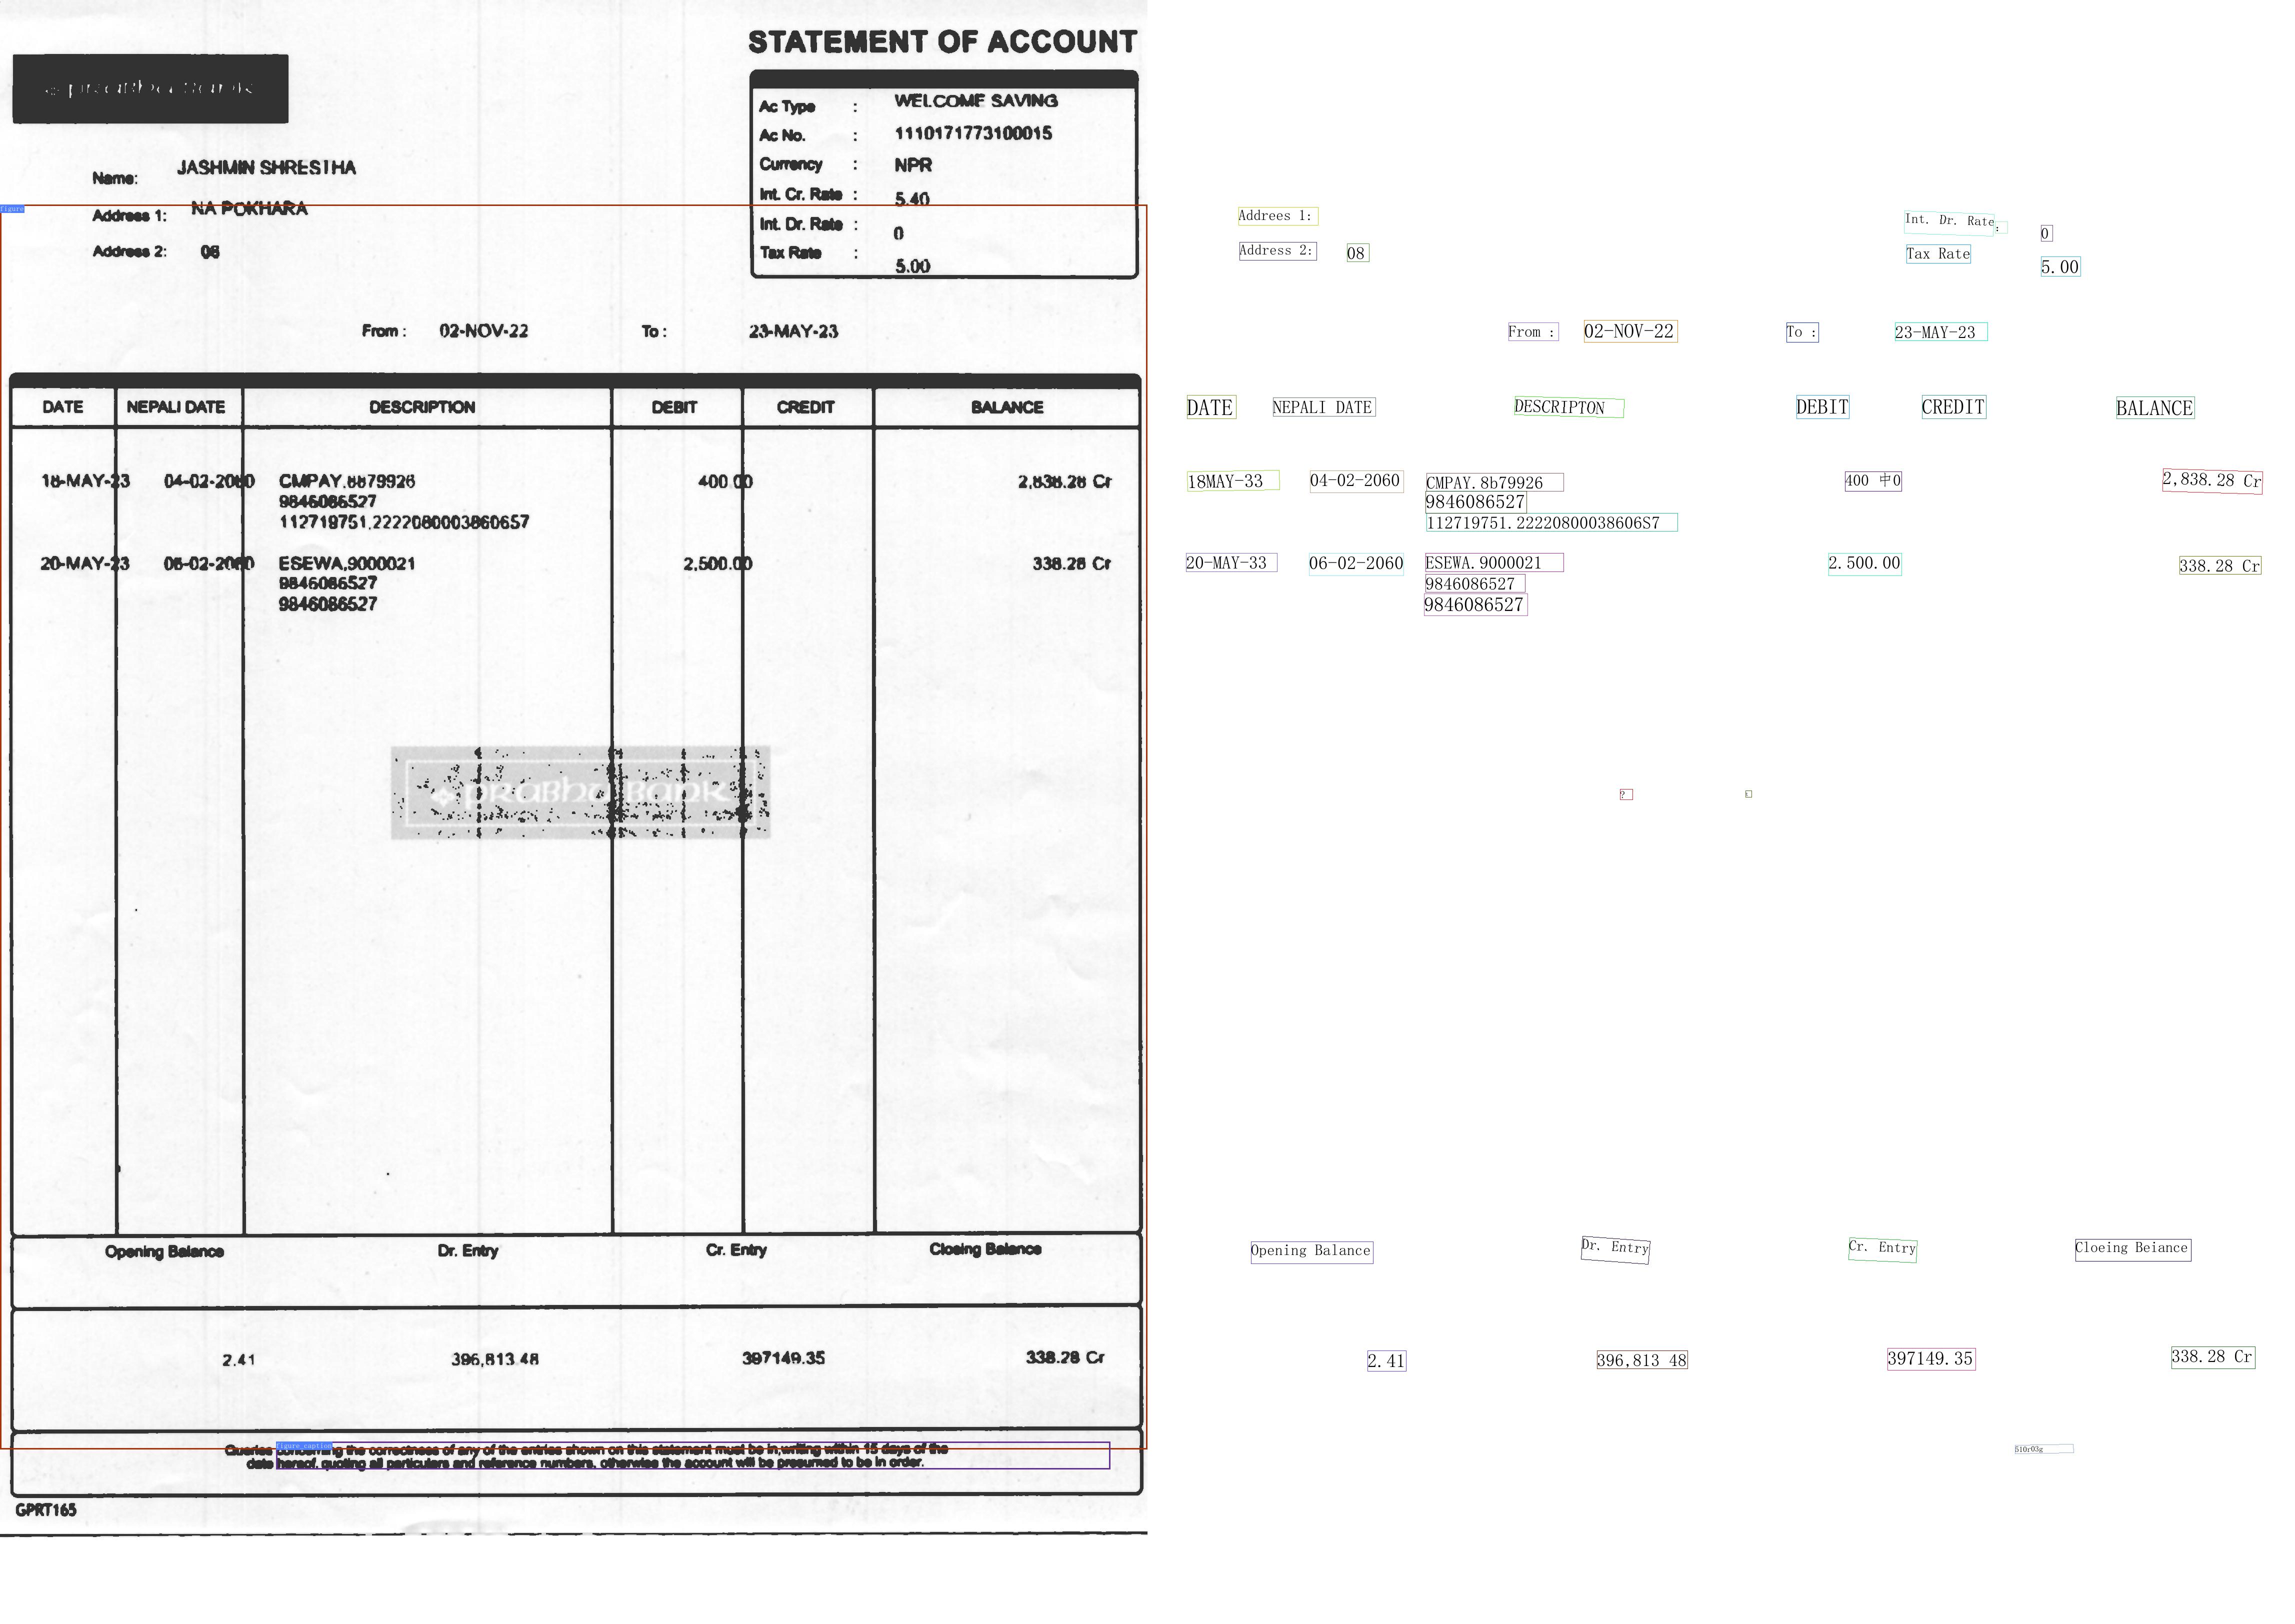 STATEMENT OF ACCOUNT
Prabhu Bank
Ac Type : WELCOME SAVING
Ac No. : 1110171773100015
Currency : NPR
Int. Cr. Rate : 5.40
Int. Dr. Rate : 0
Tax Rate : 5.00
Name: JASHMIN SHRESTHA
figure
Address 1: NA POKHARA
Address 2: 08
From : 02-NOV-22 To : 23-MAY-23
DATE NEPALI DATE DESCRIPTION DEBIT CREDIT BALANCE
18-MAY-23 04-02-2080 CMPAY.8879926 400.00 2,838.28 Cr
9846086527
112719751,2222080003860657
20-MAY-23 06-02-2080 ESEWA,9000021 2,500.00 338.28 Cr
9846086527
9846086527
PRABHU BANK
Opening Balance Dr. Entry Cr. Entry Closing Balance
2.41 396,813.48 397149.35 338.28 Cr
figure_caption
Queries concerning the correctness of any of the entries shown on this statement must be in,writing within 15 days of the
date hereof. quoting all particulars and reference numbers. otherwise the account will be presumed to be in order.
GPRT165
Addrees 1:
Address 2: 08
Int. Dr. Rate : 0
Tax Rate 5.00
From : 02-NOV-22 To : 23-MAY-23
DATE NEPALI DATE DESCRIPTON DEBIT CREDIT BALANCE
18MAY-33 04-02-2060 CMPAY.8b79926 400 中0 2,838.28 Cr
9846086527
112719751.22220800038606S7
20-MAY-33 06-02-2060 ESEWA.9000021 2.500.00 338.28 Cr
9846086527
9846086527
?
Opening Balance Dr. Entry Cr. Entry Cloeing Beiance
2.41 396,813 48 397149.35 338.28 Cr
510r03g